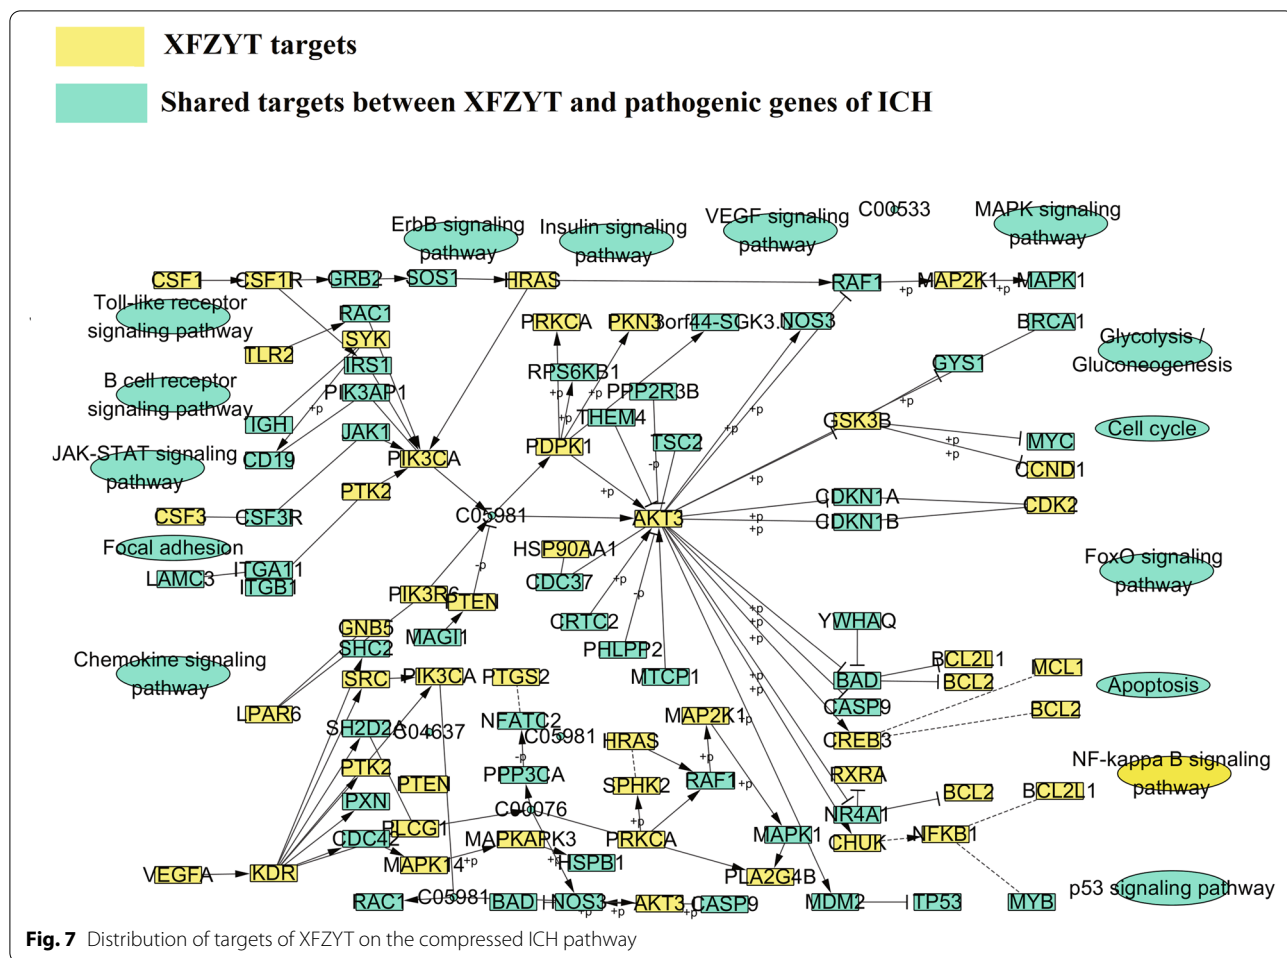 XFZYT targets
Shared targets between XFZYT and pathogenic genes of ICH
ErbB signaling
pathway
Insulin signaling
pathway
VEGF signaling
pathway
C00533
MAPK signaling
pathway
CSF1
CSF1R
GRB2
SOS1
HRAS
RAF1
+p
MAP2K1
+p
MAPK1
Toll-like receptor
signaling pathway
RAC1
SYK
TLR2
IRS1
PRKCA
PKN3
NOS3
BRCA1
Glycolysis /
Gluconeogenesis
B cell receptor
signaling pathway
PIK3AP1
+p
IGH
RPS6KB1
+p
+p
+p
PPP2R3B
THEM4
GYS1
+p
GSK3B
+p
+p
MYC
CCND1
Cell cycle
JAK1
CD19
JAK-STAT signaling
pathway
PIK3CA
PDPK1
TSC2
-p
+p
+p
+p
PTK2
CSF3
CSF3R
C05981
+p
AKT3
+p
+p
CDKN1A
CDKN1B
CDK2
Focal adhesion
LAMC3
ITGA11
ITGB1
HSP90AA1
CDC37
+p
-p
-p
FoxO signaling
pathway
PIK3R6
PTEN
GNB5
SHC2
MAGI1
CRTC2
PHLPP2
MTCP1
+p
+p
+p
+p
+p
YWHAQ
BAD
BCL2L1
BCL2
MCL1
Chemokine signaling
pathway
SRC
PIK3CA
PTGS2
CASP9
Apoptosis
LPAR6
SH2D2A
C04637
NFATC2
C05981
HRAS
MAP2K1
+p
CREB3
BCL2
PTK2
PTEN
-p
PPP3CA
SPHK2
+p
RAF1
+p
RXRA
NF-kappa B signaling
pathway
PXN
C00076
+p
NR4A1
BCL2
BCL2L1
CDC42
PLCG1
MAPKAPK3
PRKCA
MAPK1
CHUK
NFKB1
VEGFA
KDR
MAPK14
+p
+p
HSPB1
PLA2G4B
RAC1
C05981
BAD
NOS3
+p
+p
AKT3
+p
CASP9
MDM2
TP53
MYB
p53 signaling pathway
Fig. 7 Distribution of targets of XFZYT on the compressed ICH pathway